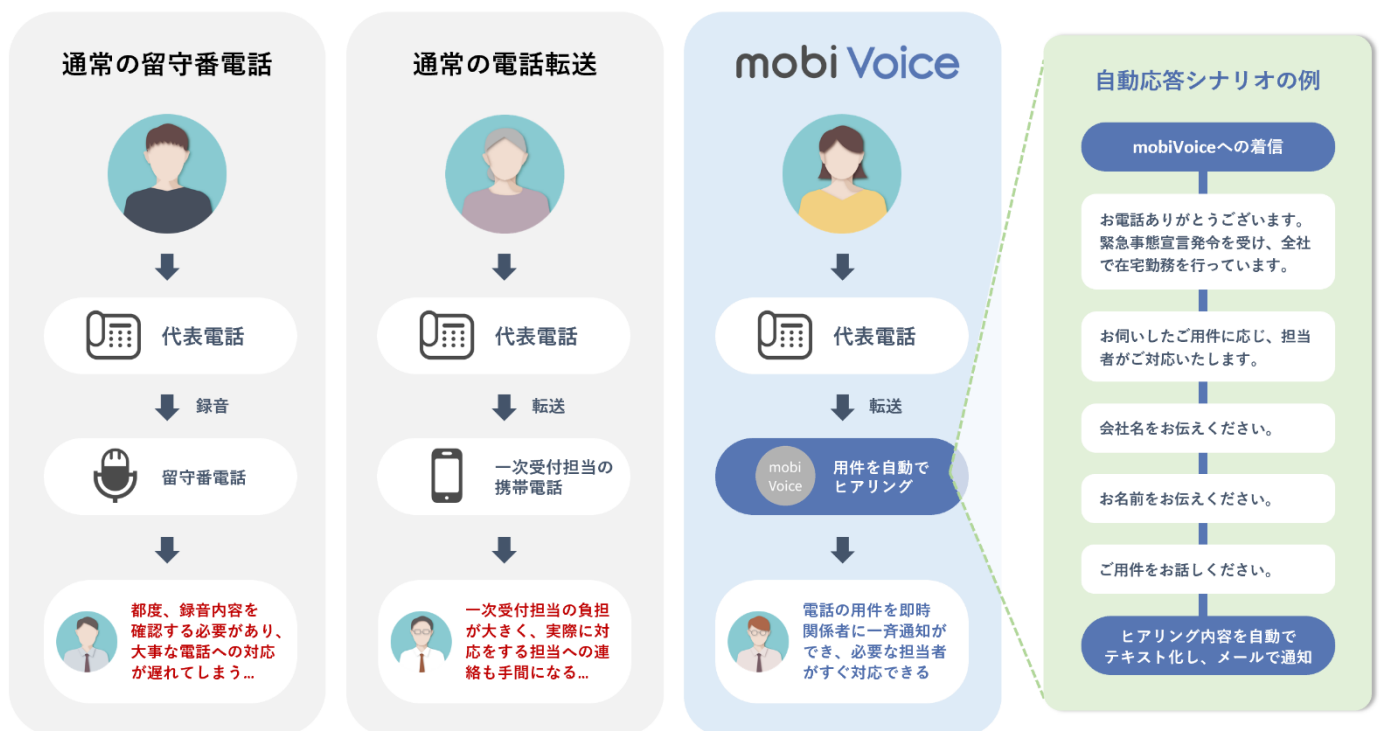 通常の留守番電話
代表電話
録音
留守番電話
都度、録音内容を
確認する必要があり、
大事な電話への対応
が遅れてしまう...
通常の電話転送
代表電話
転送
一次受付担当の
携帯電話
一次受付担当の負担
が大きく、実際に対
応をする担当への連
絡も手間になる...
mobi Voice
代表電話
転送
mobi
Voice
用件を自動で
ヒアリング
電話の用件を即時
関係者に一斉通知が
でき、必要な担当者
がすぐ対応できる
自動応答シナリオの例
mobiVoiceへの着信
お電話ありがとうございます。
緊急事態宣言発令を受け、全社
で在宅勤務を行っています。
お伺いしたご用件に応じ、担当
者がご対応いたします。
会社名をお伝えください。
お名前をお伝えください。
ご用件をお話しください。
ヒアリング内容を自動で
テキスト化し、メールで通知